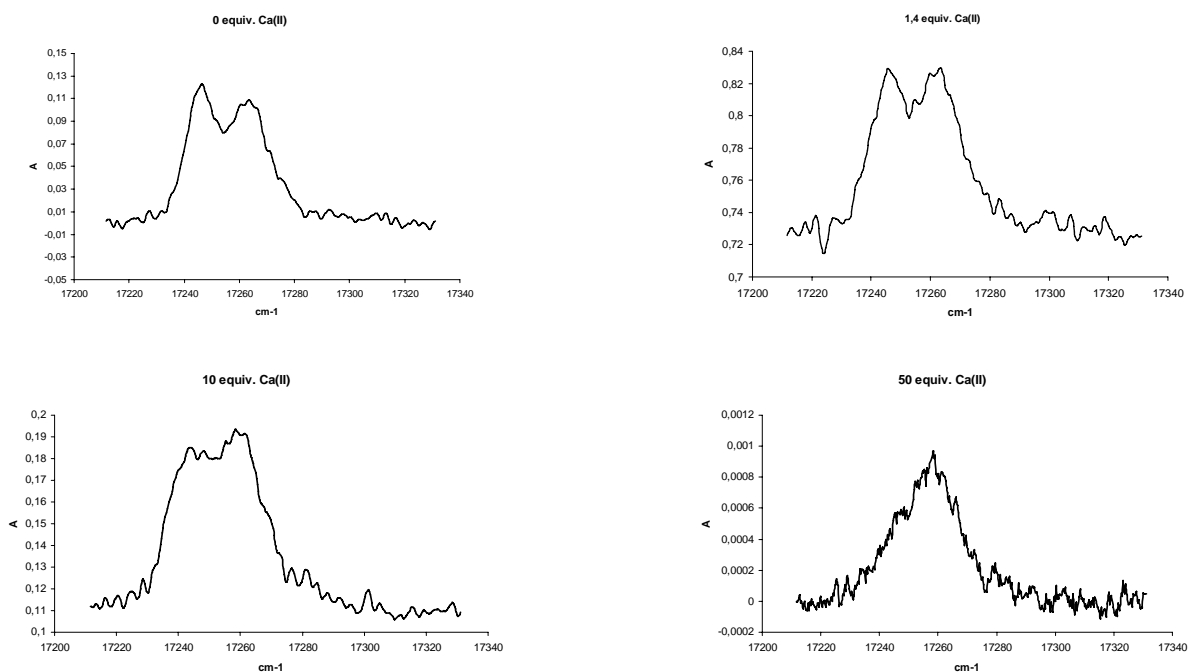 0 equiv. Ca(II)
0,15
0,13
0,11
0,09
0,07
0,05
0,03
0,01
-0,01
-0,03
-0,05
A
17200 17220 17240 17260 17280 17300 17320 17340
cm-1
1,4 equiv. Ca(II)
0,84
0,82
0,8
0,78
0,76
0,74
0,72
0,7
A
17200 17220 17240 17260 17280 17300 17320 17340
cm-1
10 equiv. Ca(II)
0,2
0,19
0,18
0,17
0,16
0,15
0,14
0,13
0,12
0,11
0,1
A
17200 17220 17240 17260 17280 17300 17320 17340
cm-1
50 equiv. Ca(II)
0,0012
0,001
0,0008
0,0006
0,0004
0,0002
0
-0,0002
A
17200 17220 17240 17260 17280 17300 17320 17340
cm-1